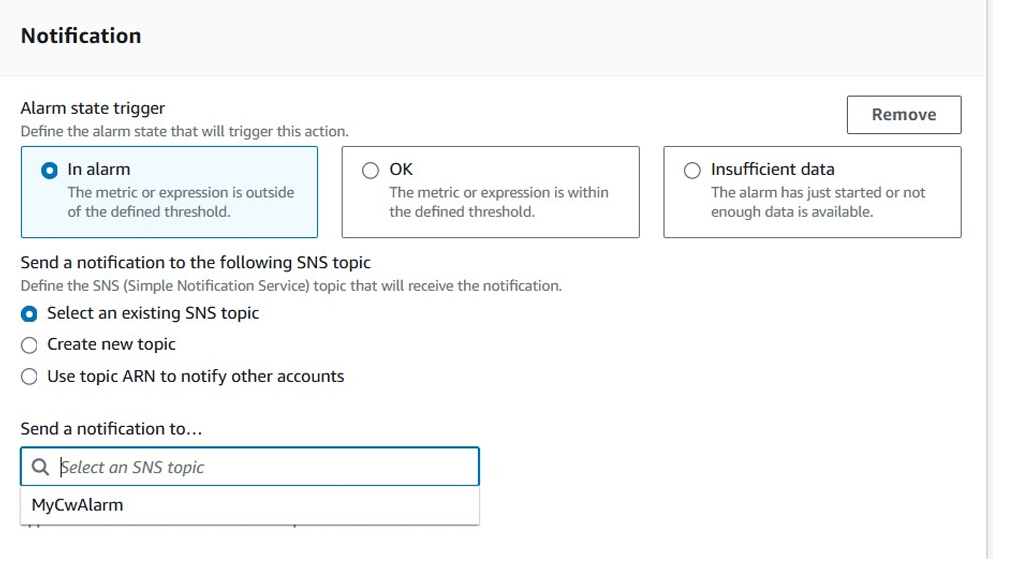 Notification
Alarm state trigger
Define the alarm state that will trigger this action.
Remove
In alarm
The metric or expression is outside
of the defined threshold.
OK
The metric or expression is within
the defined threshold.
Insufficient data
The alarm has just started or not
enough data is available.
Send a notification to the following SNS topic
Define the SNS (Simple Notification Service) topic that will receive the notification.
Select an existing SNS topic
Create new topic
Use topic ARN to notify other accounts
Send a notification to…
Select an SNS topic
MyCwAlarm